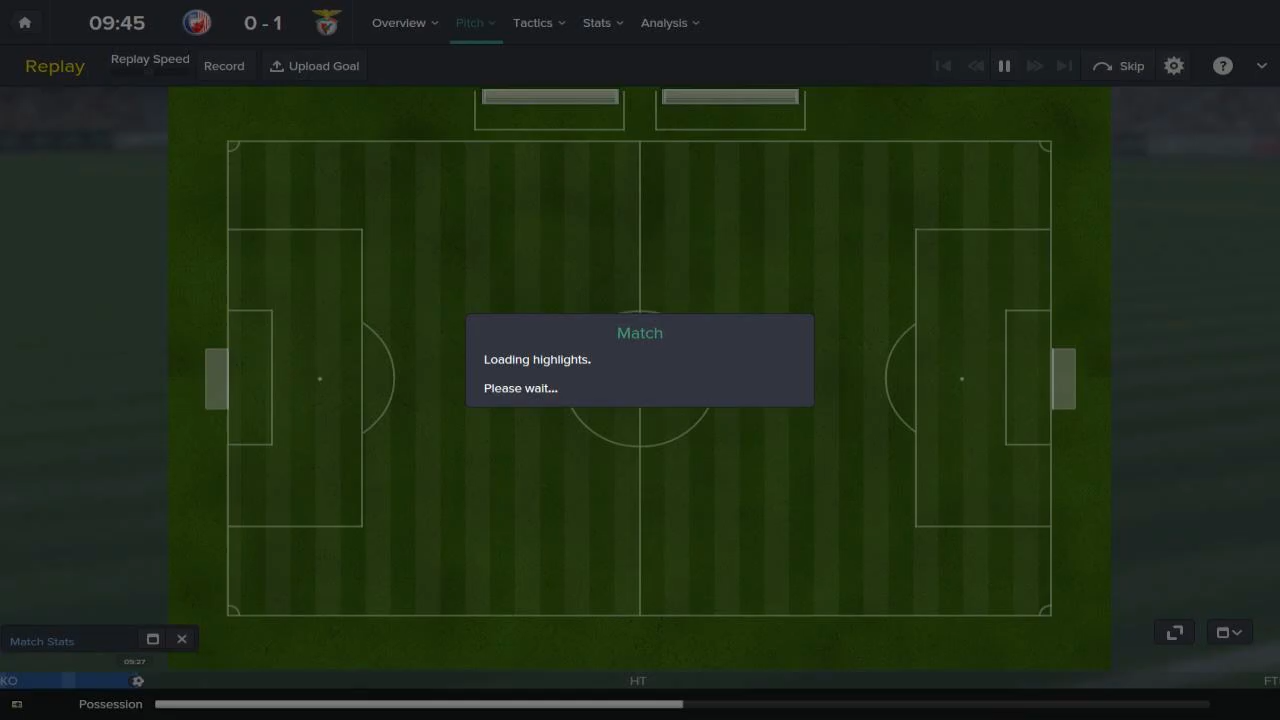 09:45
0 - 1
Overview
Pitch
Tactics
Stats
Analysis
Replay
Replay Speed
Record
Upload Goal
Skip
?
Match
Loading highlights.
Please wait...
Match Stats
09:27
KO
HT
FT
Possession